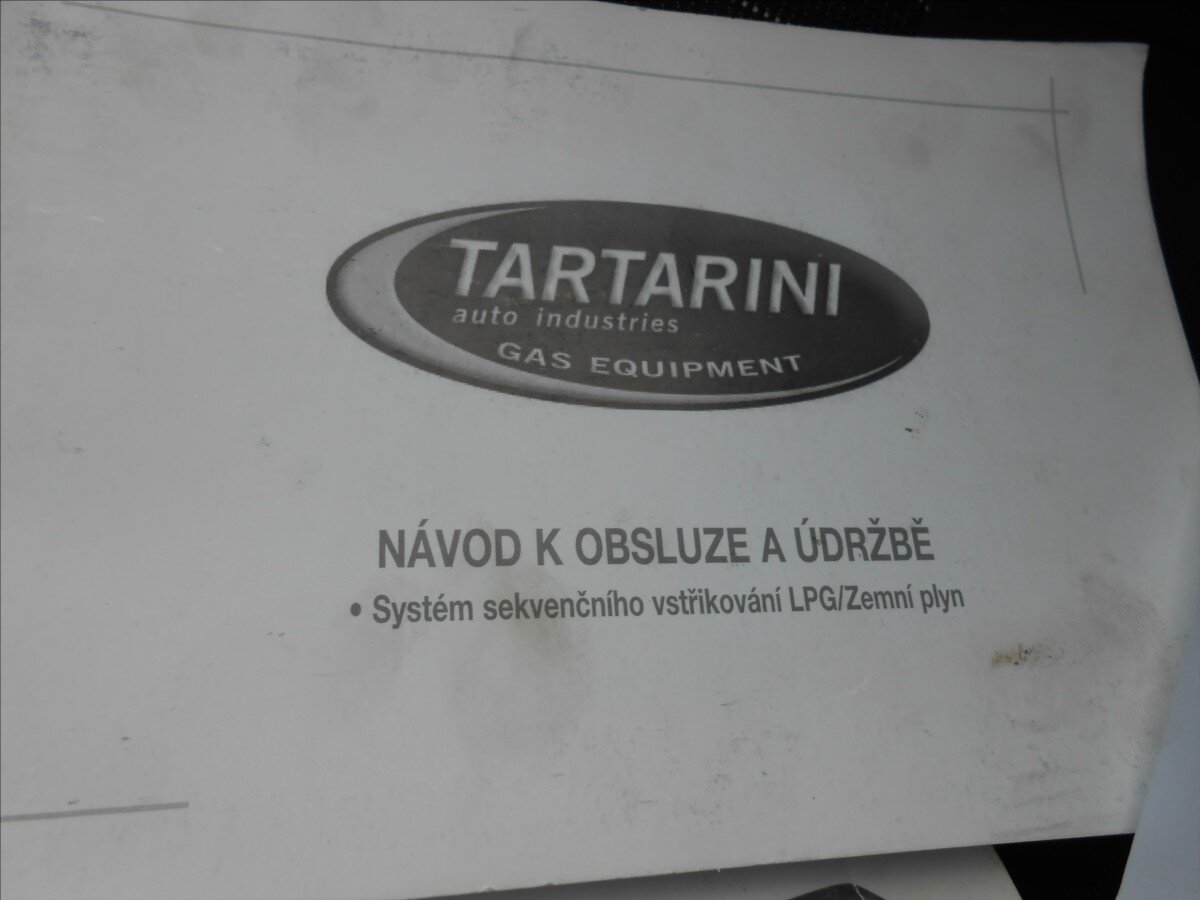 TARTARINI
auto industries
GAS EQUIPMENT
NÁVOD K OBSLUZE A ÚDRŽBĚ
• Systém sekvenčního vstřikování LPG/Zemní plyn